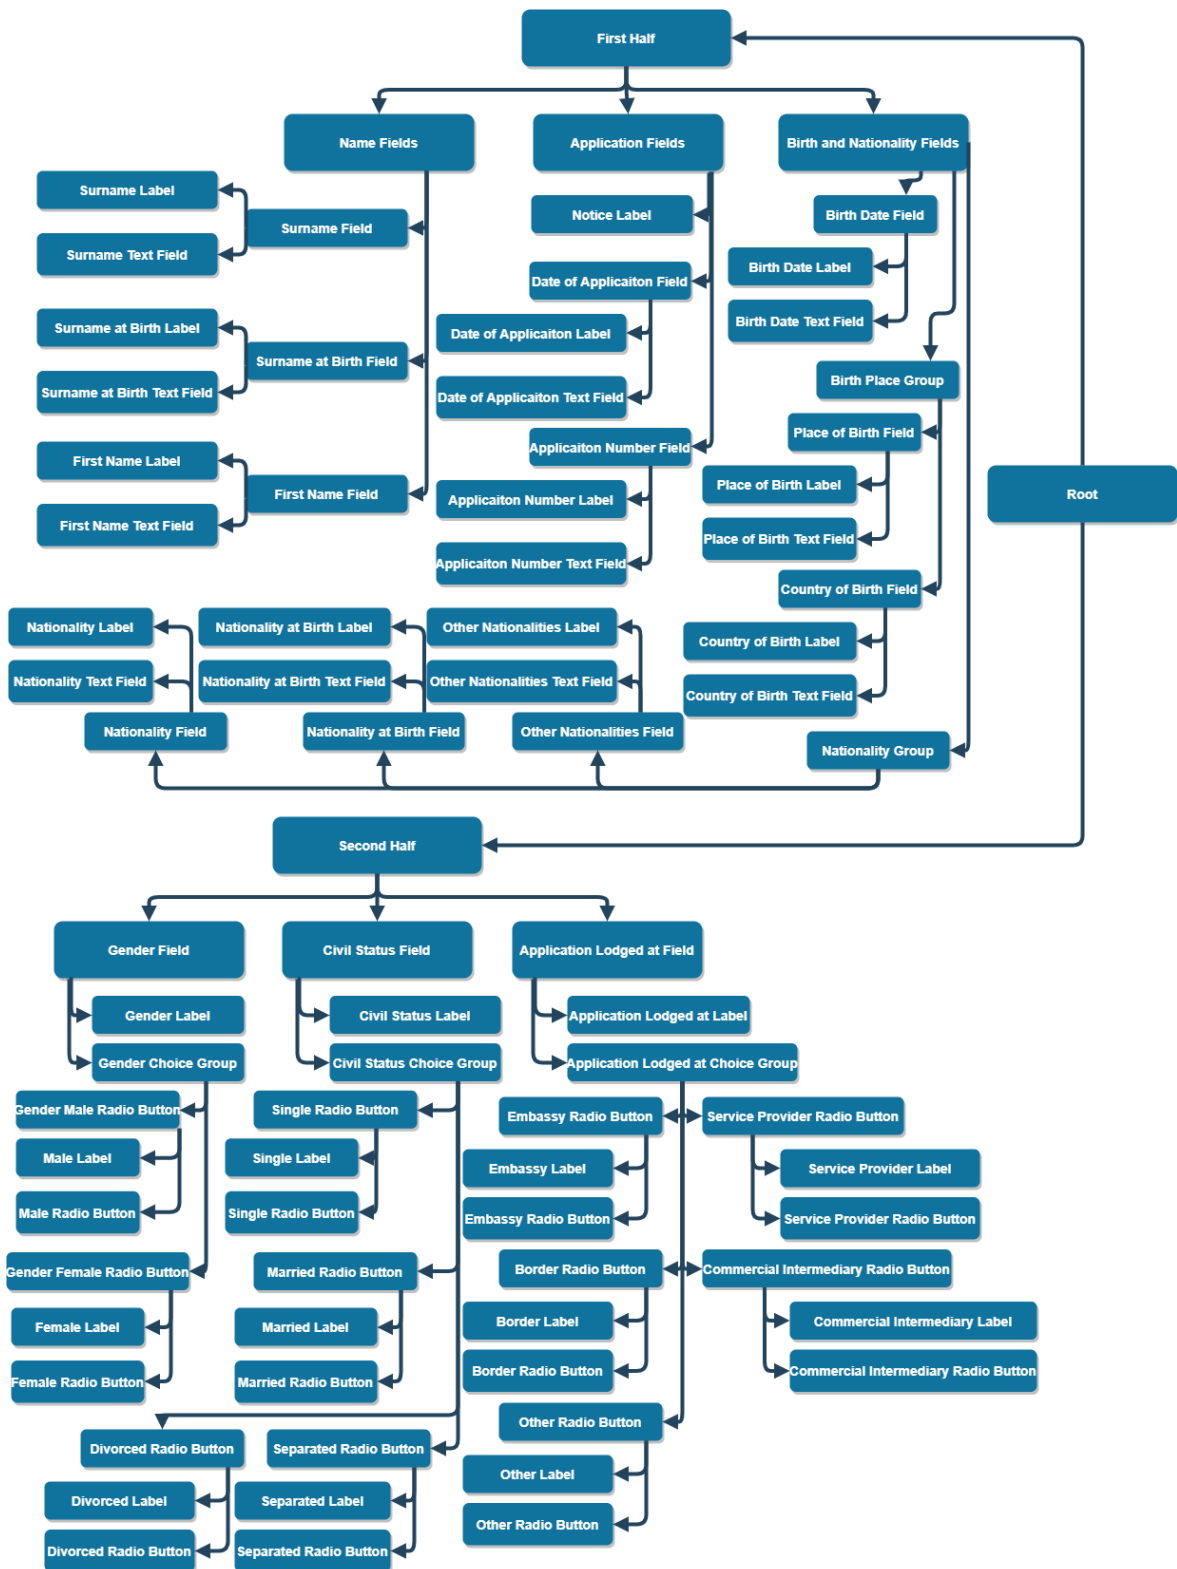 First Half
Name Fields
Application Fields
Birth and Nationality Fields
Surname Label
Surname Field
Surname Text Field
Notice Label
Birth Date Field
Birth Date Label
Birth Date Text Field
Date of Applicaiton Field
Date of Applicaiton Label
Date of Applicaiton Text Field
Surname at Birth Label
Surname at Birth Field
Surname at Birth Text Field
Birth Place Group
Place of Birth Field
Place of Birth Label
Place of Birth Text Field
Applicaiton Number Field
Applicaiton Number Label
Applicaiton Number Text Field
First Name Label
First Name Field
First Name Text Field
Root
Country of Birth Field
Country of Birth Label
Country of Birth Text Field
Nationality Label
Nationality at Birth Label
Other Nationalities Label
Nationality Text Field
Nationality at Birth Text Field
Other Nationalities Text Field
Nationality Field
Nationality at Birth Field
Other Nationalities Field
Nationality Group
Second Half
Gender Field
Civil Status Field
Application Lodged at Field
Gender Label
Civil Status Label
Application Lodged at Label
Gender Choice Group
Civil Status Choice Group
Application Lodged at Choice Group
Gender Male Radio Button
Single Radio Button
Embassy Radio Button
Service Provider Radio Button
Male Label
Single Label
Embassy Label
Service Provider Label
Male Radio Button
Single Radio Button
Embassy Radio Button
Service Provider Radio Button
Gender Female Radio Button
Married Radio Button
Border Radio Button
Commercial Intermediary Radio Button
Female Label
Married Label
Border Label
Commercial Intermediary Label
Female Radio Button
Married Radio Button
Border Radio Button
Commercial Intermediary Radio Button
Other Radio Button
Divorced Radio Button
Separated Radio Button
Other Label
Divorced Label
Separated Label
Other Radio Button
Divorced Radio Button
Separated Radio Button